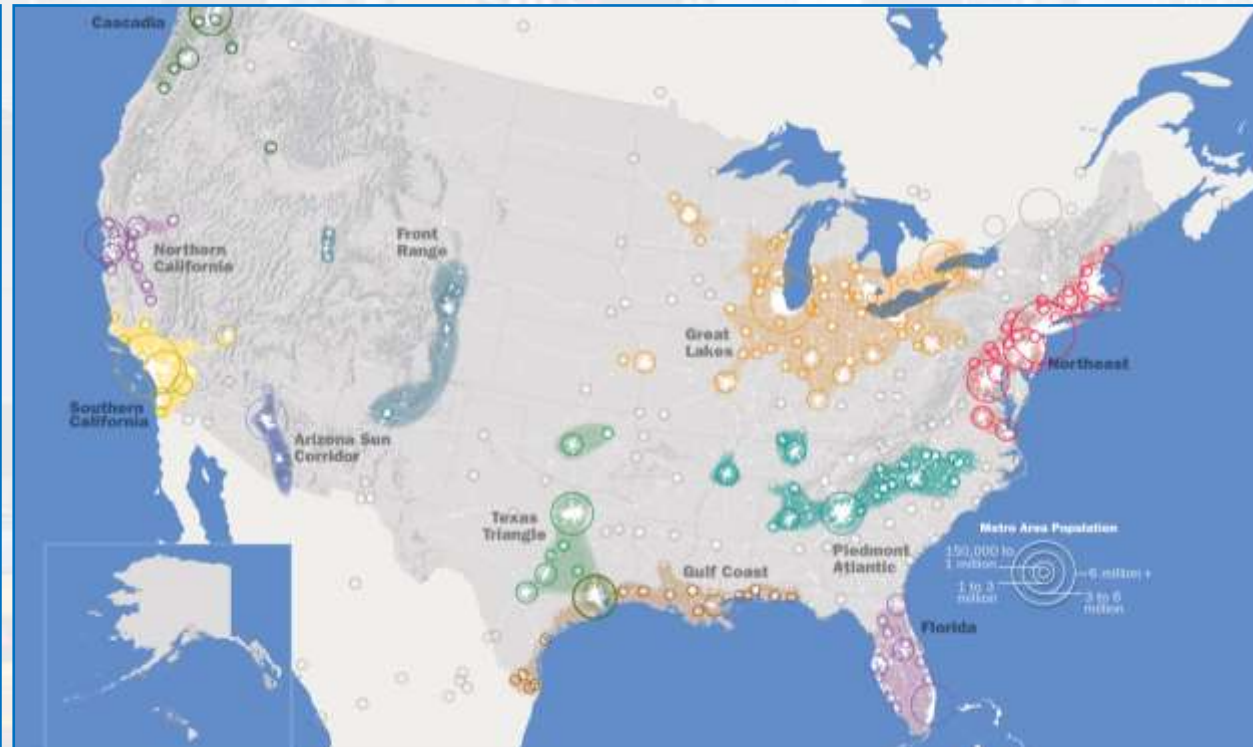 Cascadia
Northern
California
Front
Range
Great
Lakes
Northeast
Southern
California
Arizona Sun
Corridor
Texas
Triangle
Gulf Coast
Piedmont
Atlantic
Florida
Metro Area Population
150,000 to
1 million
1 to 3
million
6 million +
3 to 6
million